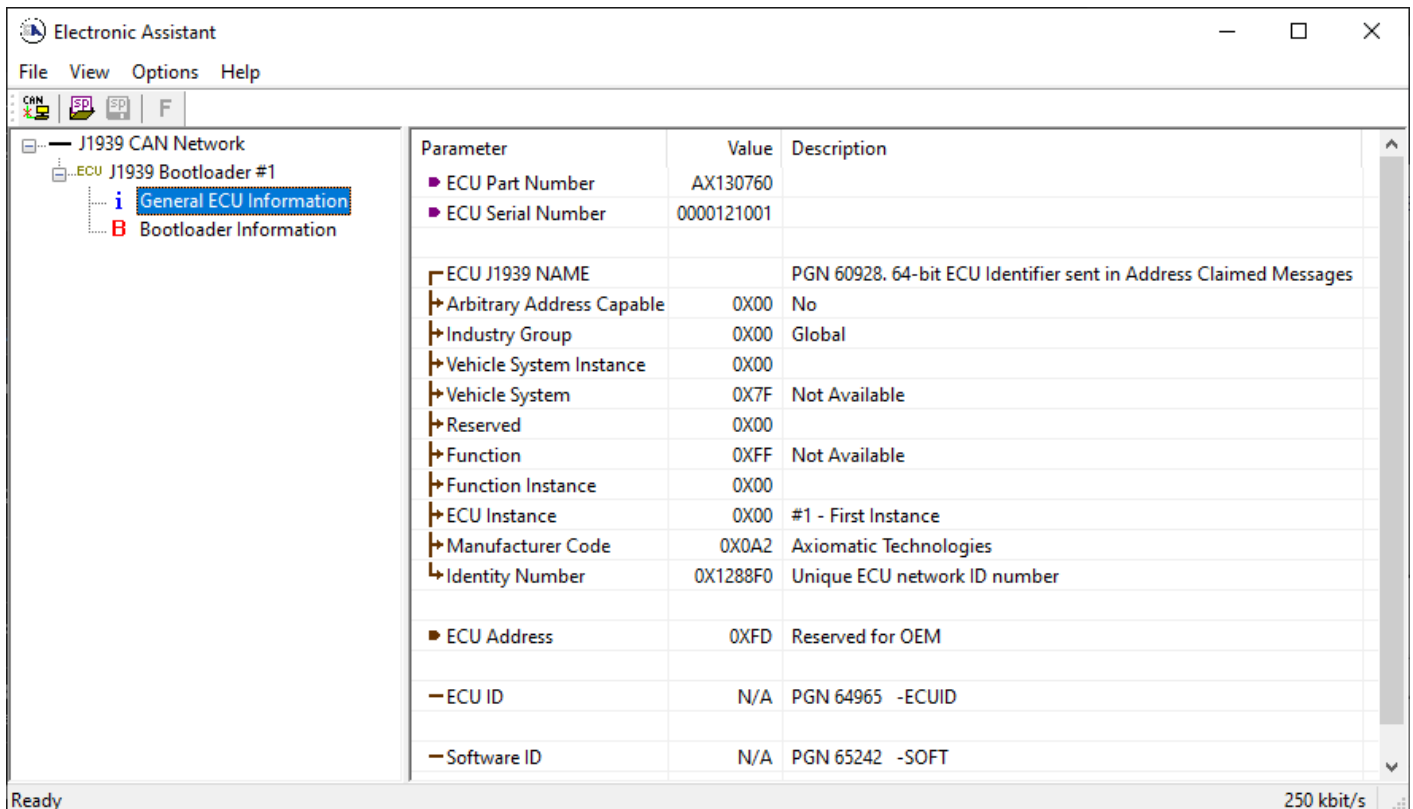 Electronic Assistant
File View Options Help
CAN SP SP F
J1939 CAN Network
ECU J1939 Bootloader #1
i General ECU Information
B Bootloader Information
Parameter Value Description
ECU Part Number AX130760
ECU Serial Number 0000121001
ECU J1939 NAME PGN 60928. 64-bit ECU Identifier sent in Address Claimed Messages
Arbitrary Address Capable 0X00 No
Industry Group 0X00 Global
Vehicle System Instance 0X00
Vehicle System 0X7F Not Available
Reserved 0X00
Function 0XFF Not Available
Function Instance 0X00
ECU Instance 0X00 #1 - First Instance
Manufacturer Code 0X0A2 Axiomatic Technologies
Identity Number 0X1288F0 Unique ECU network ID number
ECU Address 0XFD Reserved for OEM
ECU ID N/A PGN 64965 -ECUID
Software ID N/A PGN 65242 -SOFT
Ready 250 kbit/s